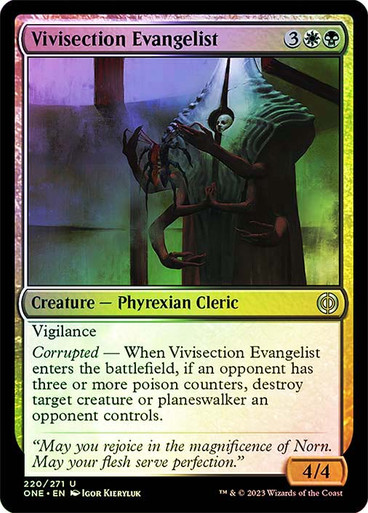 Vivisection Evangelist 3
Creature — Phyrexian Cleric
Vigilance
Corrupted — When Vivisection Evangelist
enters the battlefield, if an opponent has
three or more poison counters, destroy
target creature or planeswalker an
opponent controls.
“May you rejoice in the magnificence of Norn.
May your flesh serve perfection.”
4/4
220/271 U
ONE • EN Igor Kieryluk
™ & © 2023 Wizards of the Coast